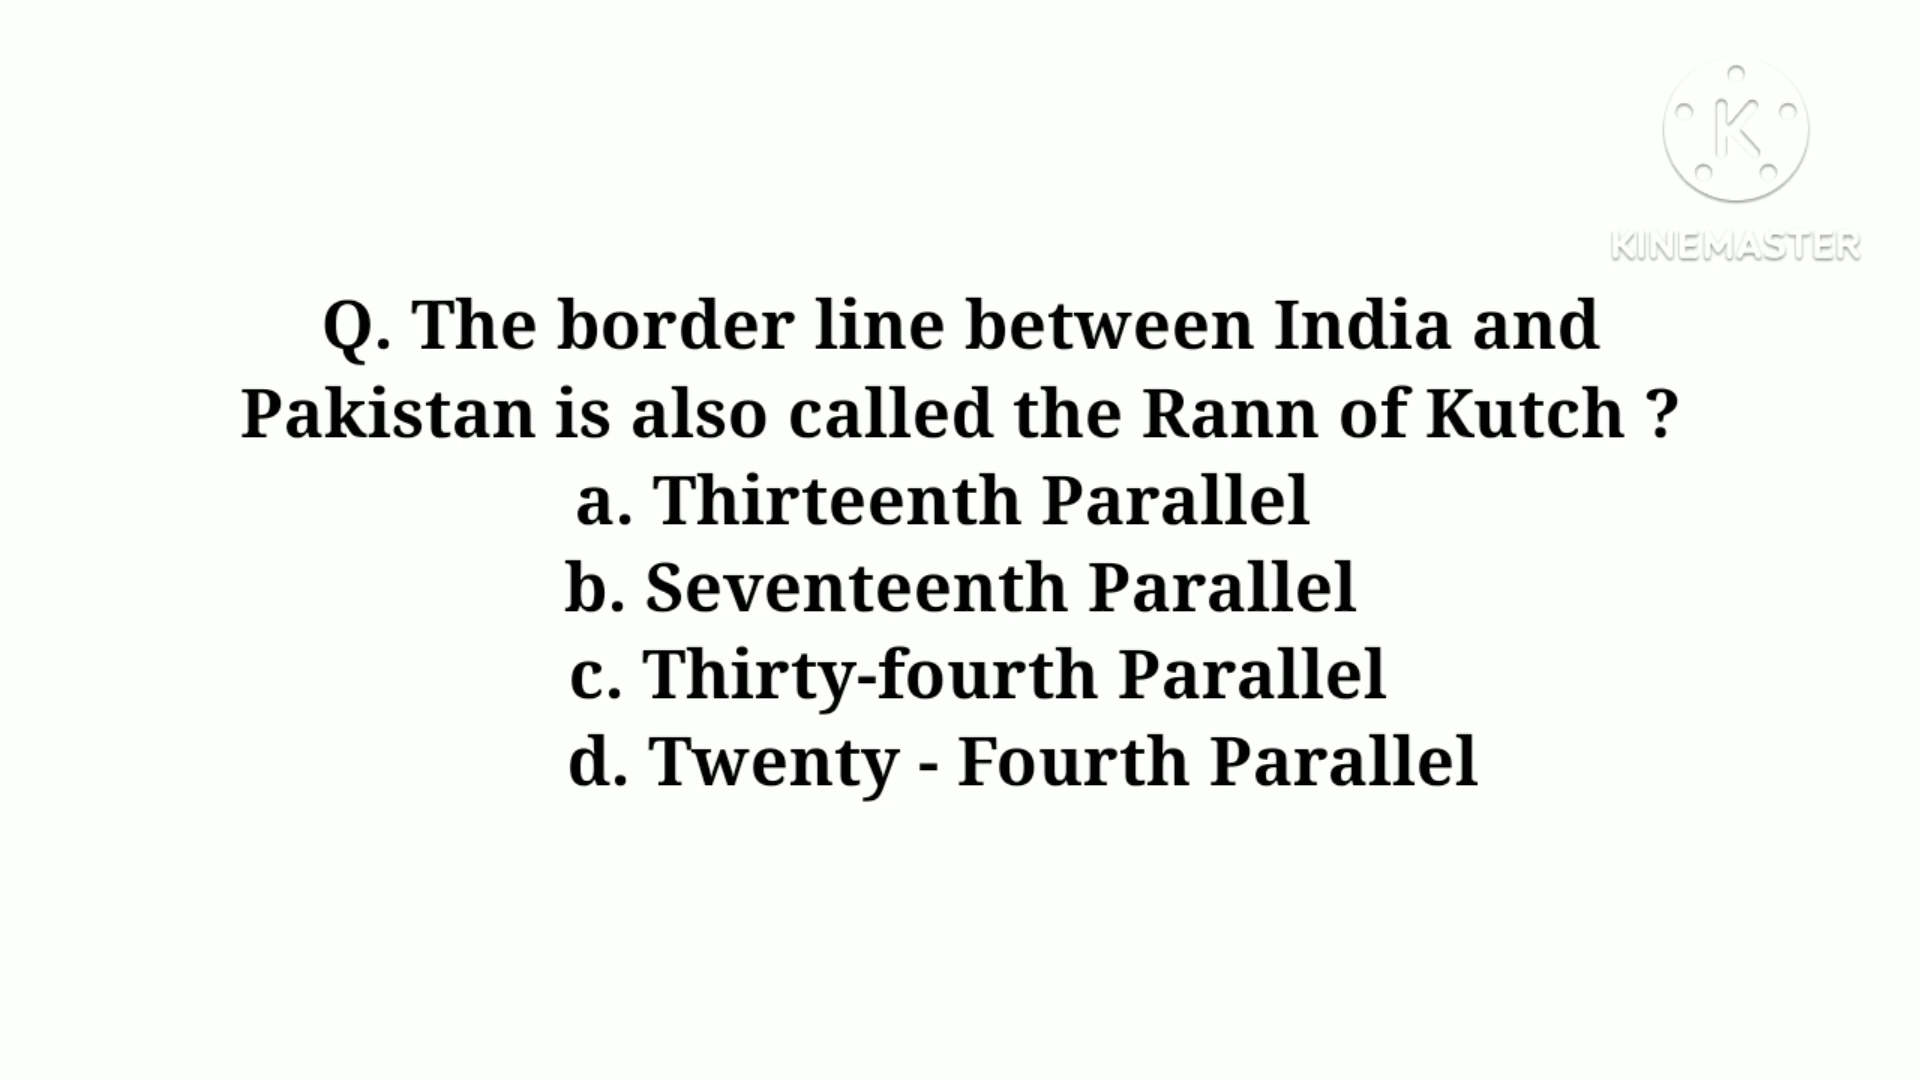 KINEMASTER
Q. The border line between India and
Pakistan is also called the Rann of Kutch ?
a. Thirteenth Parallel
b. Seventeenth Parallel
c. Thirty-fourth Parallel
d. Twenty - Fourth Parallel